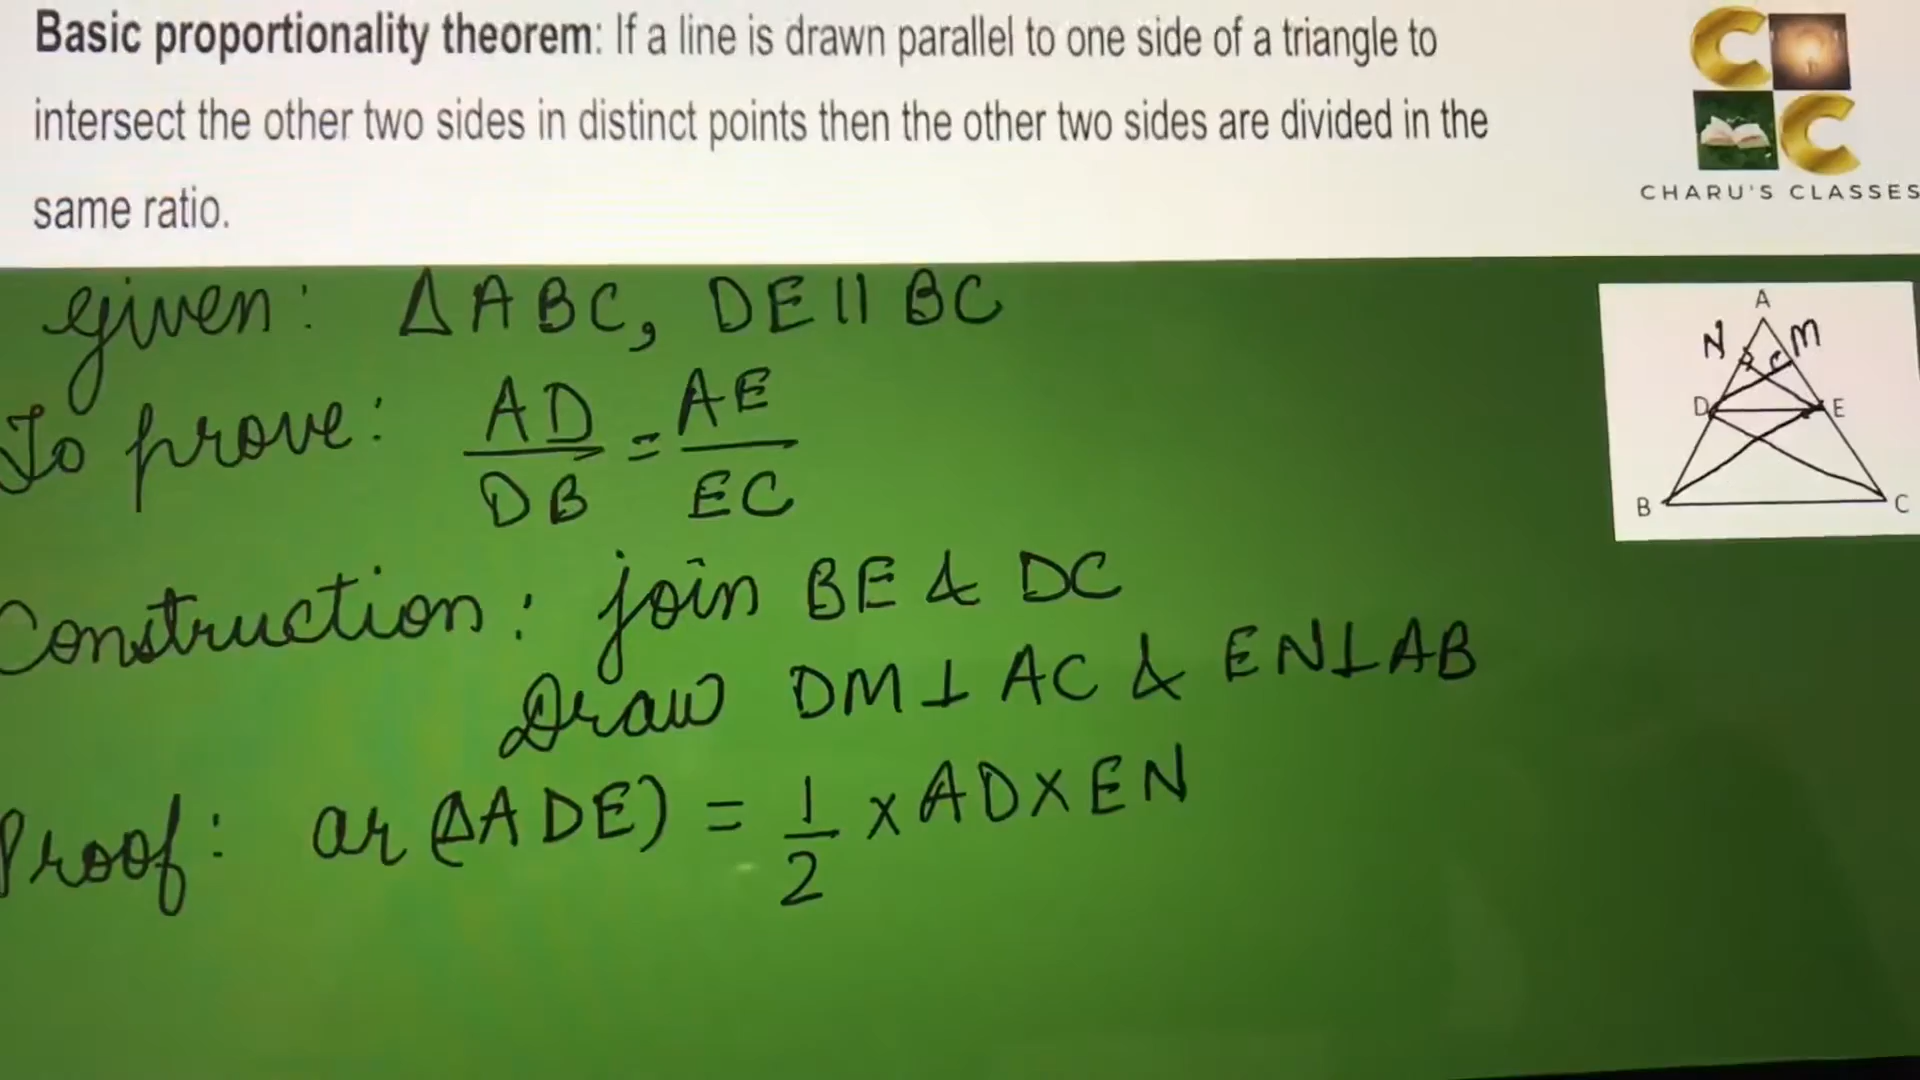 Basic proportionality theorem: If a line is drawn parallel to one side of a triangle to
intersect the other two sides in distinct points then the other two sides are divided in the
same ratio.
CHARU'S CLASSES
given: ΔABC, DE || BC
To prove: AD/DB = AE/EC
Construction: join BE & DC
Draw DM⊥AC & EN⊥AB
Proof: ar(ΔADE) = 1/2 × AD × EN
A
N M
D E
B C